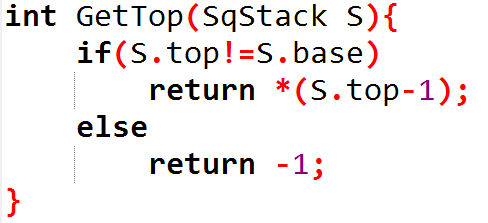 int GetTop(SqStack S){
    if(S.top!=S.base)
        return *(S.top-1);
    else
        return -1;
}